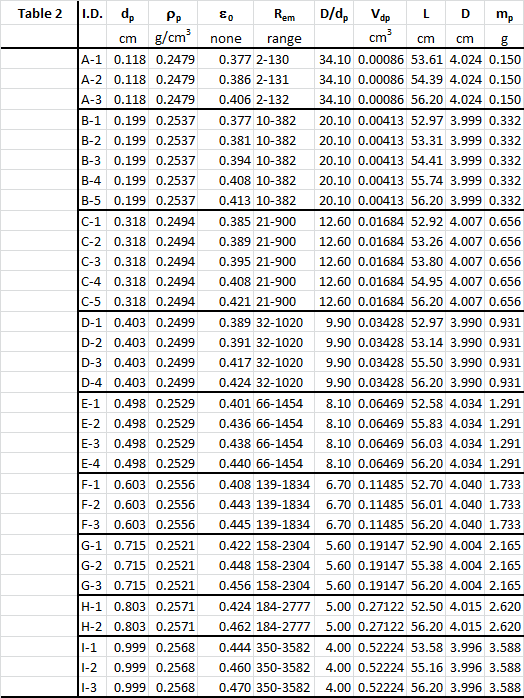 Table 2 I.D. dp ρp ε0 Rem D/dp Vdp L D mp
cm g/cm³ none range cm³ cm cm g
A-1 0.118 0.2479 0.377 2-130 34.10 0.00086 53.61 4.024 0.150
A-2 0.118 0.2479 0.386 2-131 34.10 0.00086 54.39 4.024 0.150
A-3 0.118 0.2479 0.406 2-132 34.10 0.00086 56.20 4.024 0.150
B-1 0.199 0.2537 0.377 10-382 20.10 0.00413 52.97 3.999 0.332
B-2 0.199 0.2537 0.381 10-382 20.10 0.00413 53.31 3.999 0.332
B-3 0.199 0.2537 0.394 10-382 20.10 0.00413 54.41 3.999 0.332
B-4 0.199 0.2537 0.408 10-382 20.10 0.00413 55.74 3.999 0.332
B-5 0.199 0.2537 0.413 10-382 20.10 0.00413 56.20 3.999 0.332
C-1 0.318 0.2494 0.385 21-900 12.60 0.01684 52.92 4.007 0.656
C-2 0.318 0.2494 0.389 21-900 12.60 0.01684 53.26 4.007 0.656
C-3 0.318 0.2494 0.395 21-900 12.60 0.01684 53.80 4.007 0.656
C-4 0.318 0.2494 0.408 21-900 12.60 0.01684 54.95 4.007 0.656
C-5 0.318 0.2494 0.421 21-900 12.60 0.01684 56.20 4.007 0.656
D-1 0.403 0.2499 0.389 32-1020 9.90 0.03428 52.97 3.990 0.931
D-2 0.403 0.2499 0.391 32-1020 9.90 0.03428 53.14 3.990 0.931
D-3 0.403 0.2499 0.417 32-1020 9.90 0.03428 55.50 3.990 0.931
D-4 0.403 0.2499 0.424 32-1020 9.90 0.03428 56.20 3.990 0.931
E-1 0.498 0.2529 0.401 66-1454 8.10 0.06469 52.58 4.034 1.291
E-2 0.498 0.2529 0.436 66-1454 8.10 0.06469 55.83 4.034 1.291
E-3 0.498 0.2529 0.438 66-1454 8.10 0.06469 56.03 4.034 1.291
E-4 0.498 0.2529 0.440 66-1454 8.10 0.06469 56.20 4.034 1.291
F-1 0.603 0.2556 0.408 139-1834 6.70 0.11485 52.70 4.040 1.733
F-2 0.603 0.2556 0.443 139-1834 6.70 0.11485 56.01 4.040 1.733
F-3 0.603 0.2556 0.445 139-1834 6.70 0.11485 56.20 4.040 1.733
G-1 0.715 0.2521 0.422 158-2304 5.60 0.19147 52.90 4.004 2.165
G-2 0.715 0.2521 0.448 158-2304 5.60 0.19147 55.38 4.004 2.165
G-3 0.715 0.2521 0.456 158-2304 5.60 0.19147 56.20 4.004 2.165
H-1 0.803 0.2571 0.424 184-2777 5.00 0.27122 52.50 4.015 2.620
H-2 0.803 0.2571 0.462 184-2777 5.00 0.27122 56.20 4.015 2.620
I-1 0.999 0.2568 0.444 350-3582 4.00 0.52224 53.58 3.996 3.588
I-2 0.999 0.2568 0.460 350-3582 4.00 0.52224 55.16 3.996 3.588
I-3 0.999 0.2568 0.470 350-3582 4.00 0.52224 56.20 3.996 3.588